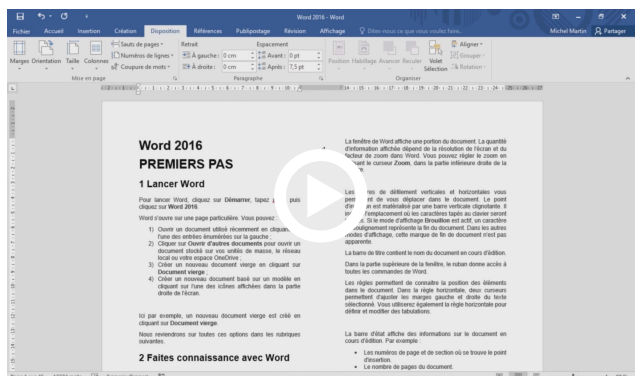 Word 2016 - Word
Michel Martin Partager
Fichier Accueil Insertion Création Disposition Références Publipostage Révision Affichage Dites-nous ce que vous voulez faire...
Marges Orientation Taille Colonnes
Sauts de pages
Numéros de lignes
Coupure de mots
Mise en page
Retrait
À gauche : 0 cm
À droite : 0 cm
Espacement
Avant : 0 pt
Après : 7,5 pt
Paragraphe
Position Habillage Avancer Reculer Volet Sélection
Aligner
Grouper
Rotation
Organiser
Word 2016
PREMIERS PAS
1 Lancer Word
Pour lancer Word, cliquez sur Démarrer, tapez puis
cliquez sur Word 2016.
Word s'ouvre sur une page particulière. Vous pouvez :
1) Ouvrir un document utilisé récemment en cliquant
l'une des entrées énumérées sur la gauche ;
2) Cliquer sur Ouvrir d'autres documents pour ouvrir un
document stocké sur vos unités de masse, le réseau
local ou votre espace OneDrive ;
3) Créer un nouveau document vierge en cliquant sur
Document vierge ;
4) Créer un nouveau document basé sur un modèle en
cliquant sur l'une des icônes affichées dans la partie
droite de l'écran.
Ici par exemple, un nouveau document vierge est créé en
cliquant sur Document vierge.
Nous reviendrons sur toutes ces options dans les rubriques
suivantes.
2 Faites connaissance avec Word
La fenêtre de Word affiche une portion du document. La quantité
d'information affichée dépend de la résolution de l'écran et du
facteur de zoom dans Word. Vous pouvez régler le zoom en
le curseur Zoom, dans la partie inférieure droite de la
Les de défilement verticales et horizontales vous
de vous déplacer dans le document. Le point
est matérialisé par une barre verticale clignotante. Il
l'emplacement où les caractères tapés au clavier seront
Si le mode d'affichage Brouillon est actif, un caractère
soulignement représente la fin du document. Dans les autres
modes d'affichage, cette marque de fin de document n'est pas
apparente.
La barre de titre contient le nom du document en cours d'édition.
Dans la partie supérieure de la fenêtre, le ruban donne accès à
toutes les commandes de Word.
Les règles permettent de connaître la position des éléments
dans le document. Dans la règle horizontale, deux curseurs
permettent d'ajuster les marges gauche et droite du texte
sélectionné. Vous utiliserez également la règle horizontale pour
définir et modifier des tabulations.
La barre d'état affiche des informations sur le document en
cours d'édition. Par exemple :
• Les numéros de page et de section où se trouve le point
d'insertion.
• Le nombre de pages du document.